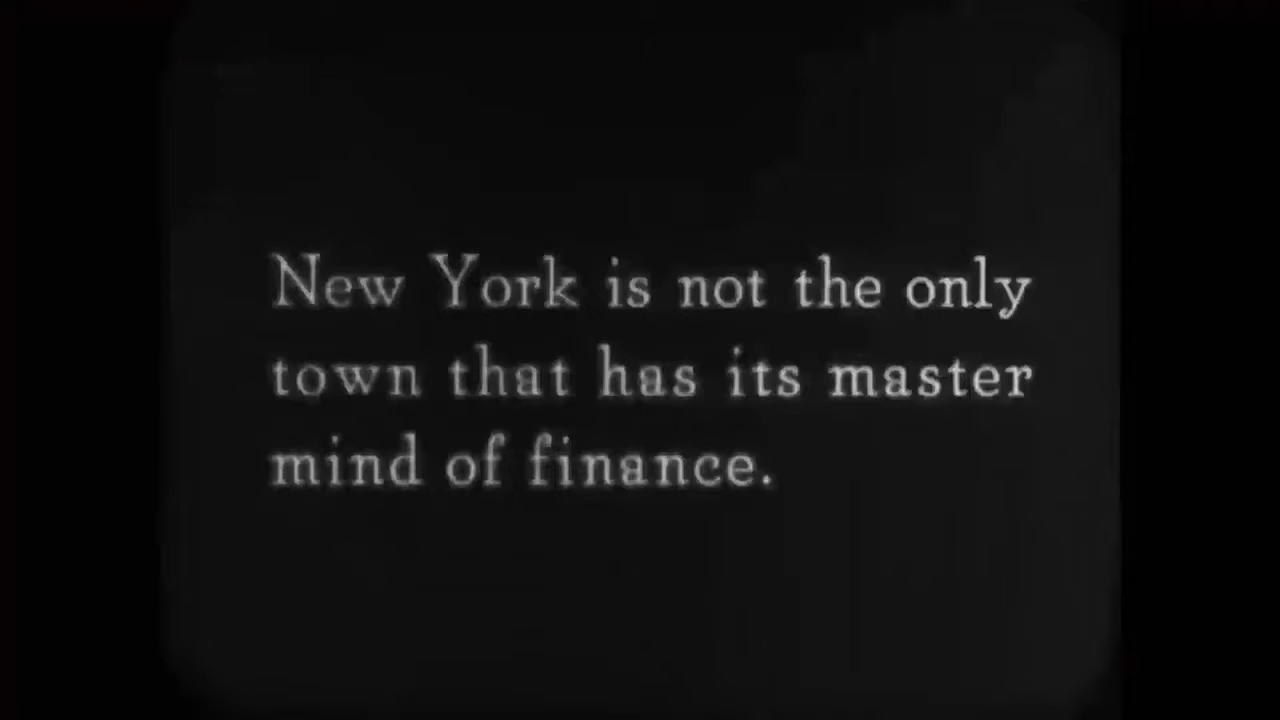 New York is not the only
town that has its master
mind of finance.